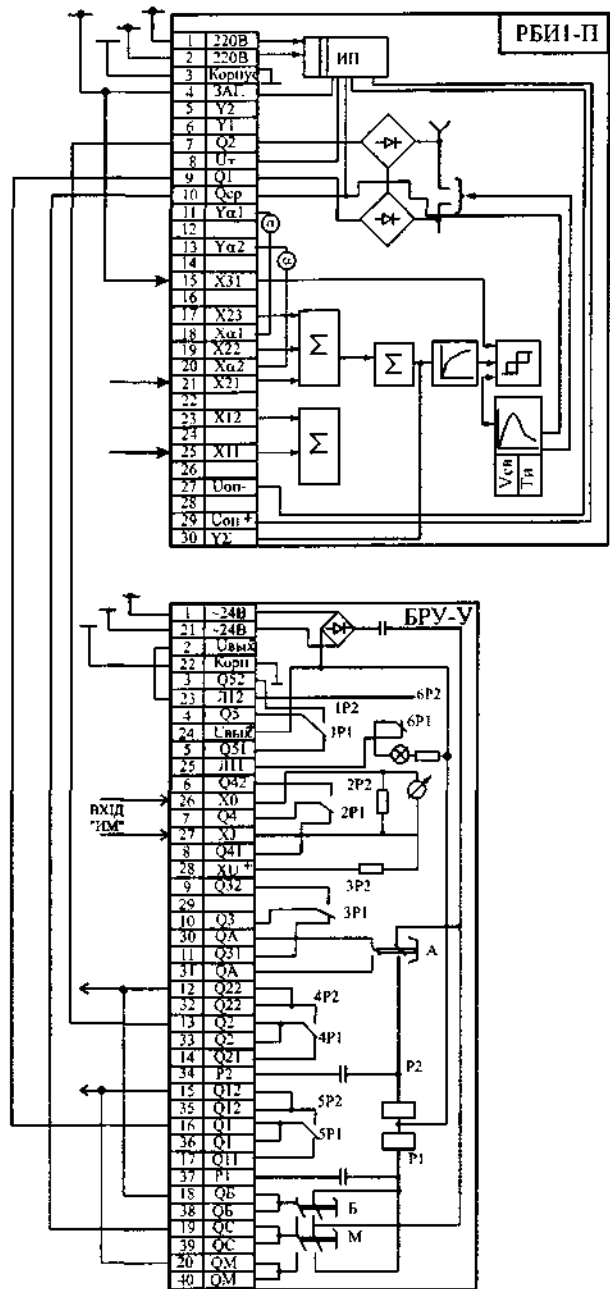 РБИ1-П
1 220В
2 220В
3 Корпус
4 ЗАГ.
5 Y2
6 Y1
7 Q2
8 Uт
9 Q1
10 Qср
11 Yα1
12
13 Yα2
14
15 X31
16
17 X23
18 Xα1
19 X22
20 Xα2
21 X21
22
23 X12
24
25 X11
26
27 Uоп-
28
29 Uоп +
30 YΣ
ИП
α
α
Σ
Σ
Σ
Vсв
Tи
БРУ-У
1 ~24В
21 ~24В
2 Uвых
22 Корп
3 Q52
23 Л12
4 Q5
24 Uвых+
5 Q51
25 Л11
6 Q42
26 X0
7 Q4
27 XJ
8 Q41
28 XU +
9 Q32
29
10 Q3
30 QA
11 Q31
31 QA
12 Q22
32 Q22
13 Q2
33 Q2
14 Q21
34 P2
15 Q12
35 Q12
16 Q1
36 Q1
17 Q11
37 P1
18 QБ
38 QБ
19 QC
39 QC
20 QM
40 QM
ВХІД
"ИМ"
1P2
1P1
6P2
6P1
2P2
2P1
3P2
3P1
A
4P2
4P1
P2
5P2
5P1
P1
Б
М